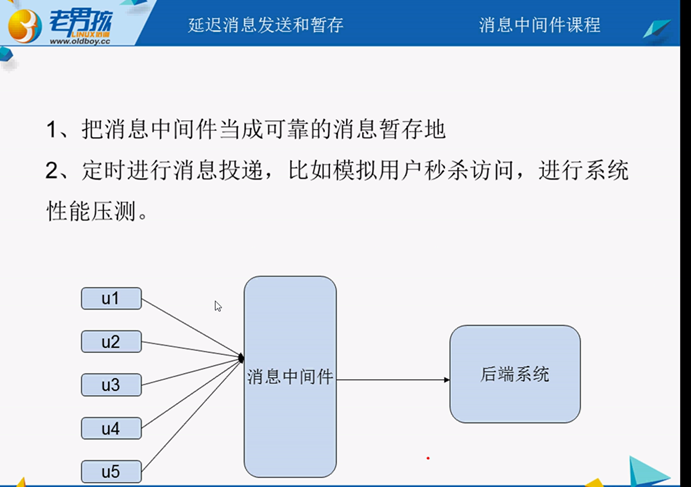 老男孩
LINUX培训
www.oldboy.cc
延迟消息发送和暂存
消息中间件课程
1、把消息中间件当成可靠的消息暂存地
2、定时进行消息投递，比如模拟用户秒杀访问，进行系统
性能压测。
u1
u2
u3
u4
u5
消息中间件
后端系统